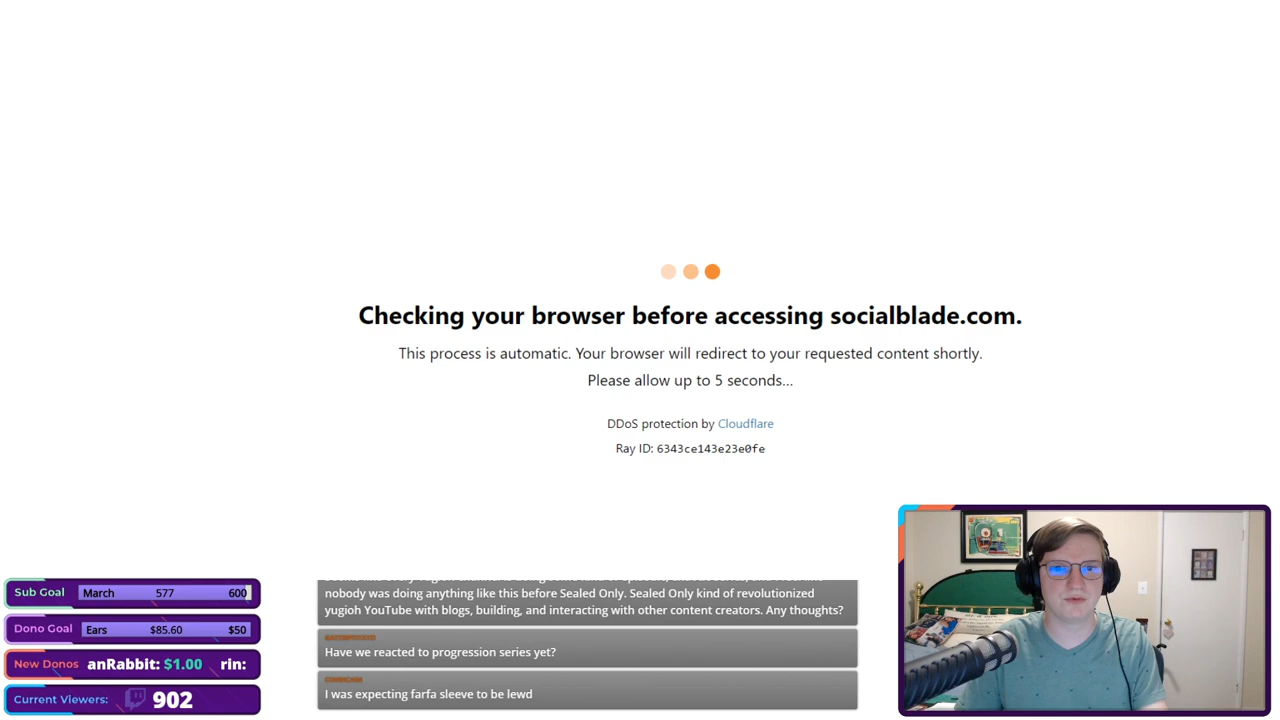 Checking your browser before accessing socialblade.com.
This process is automatic. Your browser will redirect to your requested content shortly.
Please allow up to 5 seconds...
DDoS protection by Cloudflare
Ray ID: 6343ce143e23e0fe
Sub Goal March 577 600
Dono Goal Ears $85.60 $50
New Donos anRabbit: $1.00 rin:
Current Viewers: 902
nobody was doing anything like this before Sealed Only. Sealed Only kind of revolutionized
yugioh YouTube with blogs, building, and interacting with other content creators. Any thoughts?
Have we reacted to progression series yet?
I was expecting farfa sleeve to be lewd